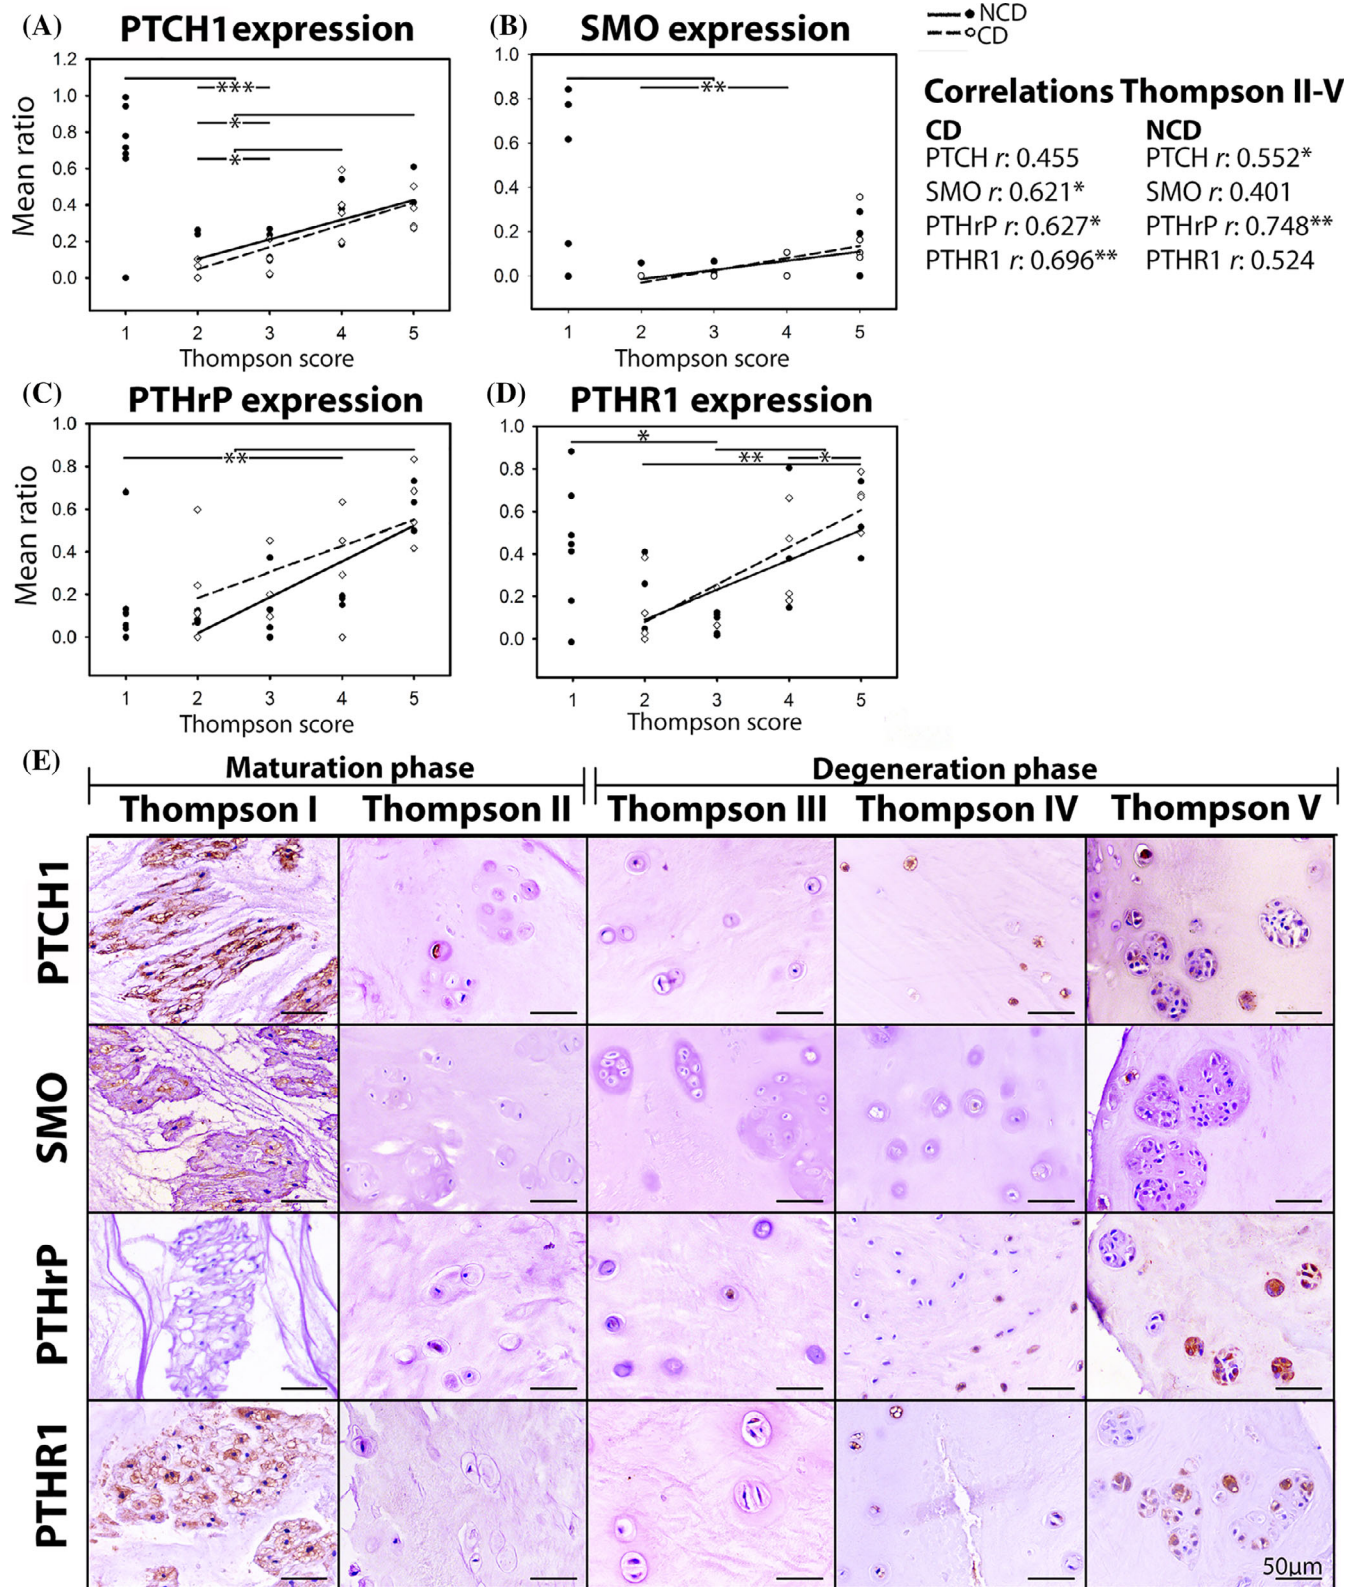 (A) PTCH1 expression
(B) SMO expression
NCD
CD
Mean ratio
1.2
1.0
0.8
0.6
0.4
0.2
0.0
***
*
*
1 2 3 4 5
Thompson score
1.0
0.8
0.6
0.4
0.2
0.0
**
1 2 3 4 5
Thompson score
Correlations Thompson II-V
CD NCD
PTCH r: 0.455 PTCH r: 0.552*
SMO r: 0.621* SMO r: 0.401
PTHrP r: 0.627* PTHrP r: 0.748**
PTHR1 r: 0.696** PTHR1 r: 0.524
(C) PTHrP expression
(D) PTHR1 expression
Mean ratio
1.0
0.8
0.6
0.4
0.2
0.0
**
1 2 3 4 5
Thompson score
1.0
0.8
0.6
0.4
0.2
0.0
*
** *
1 2 3 4 5
Thompson score
(E)
Maturation phase Degeneration phase
Thompson I Thompson II Thompson III Thompson IV Thompson V
PTCH1
SMO
PTHrP
PTHR1
50μm